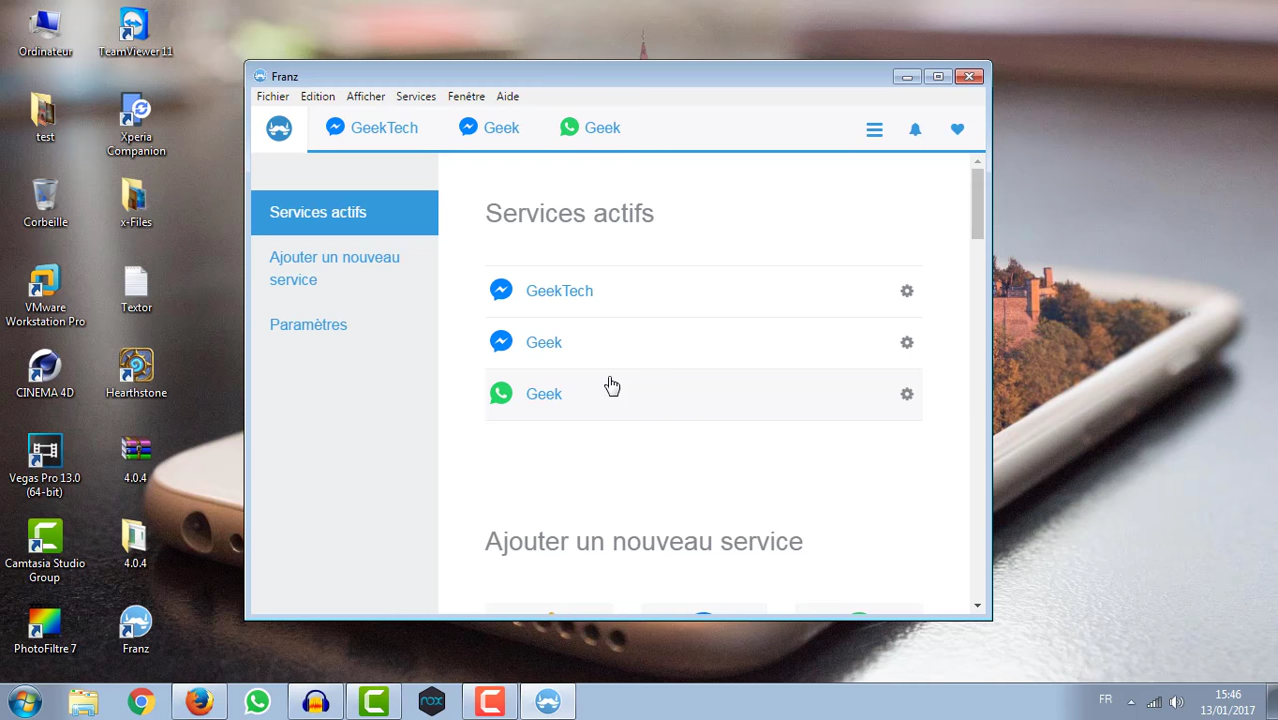 Ordinateur
TeamViewer 11
test
Xperia
Companion
Corbeille
x-Files
VMware
Workstation Pro
Textor
CINEMA 4D
Hearthstone
Vegas Pro 13.0
(64-bit)
4.0.4
Camtasia Studio
Group
4.0.4
PhotoFiltre 7
Franz
Franz
Fichier Edition Afficher Services Fenêtre Aide
GeekTech Geek Geek
Services actifs
Ajouter un nouveau
service
Paramètres
Services actifs
GeekTech
Geek
Geek
Ajouter un nouveau service
nox
FR
15:46
13/01/2017